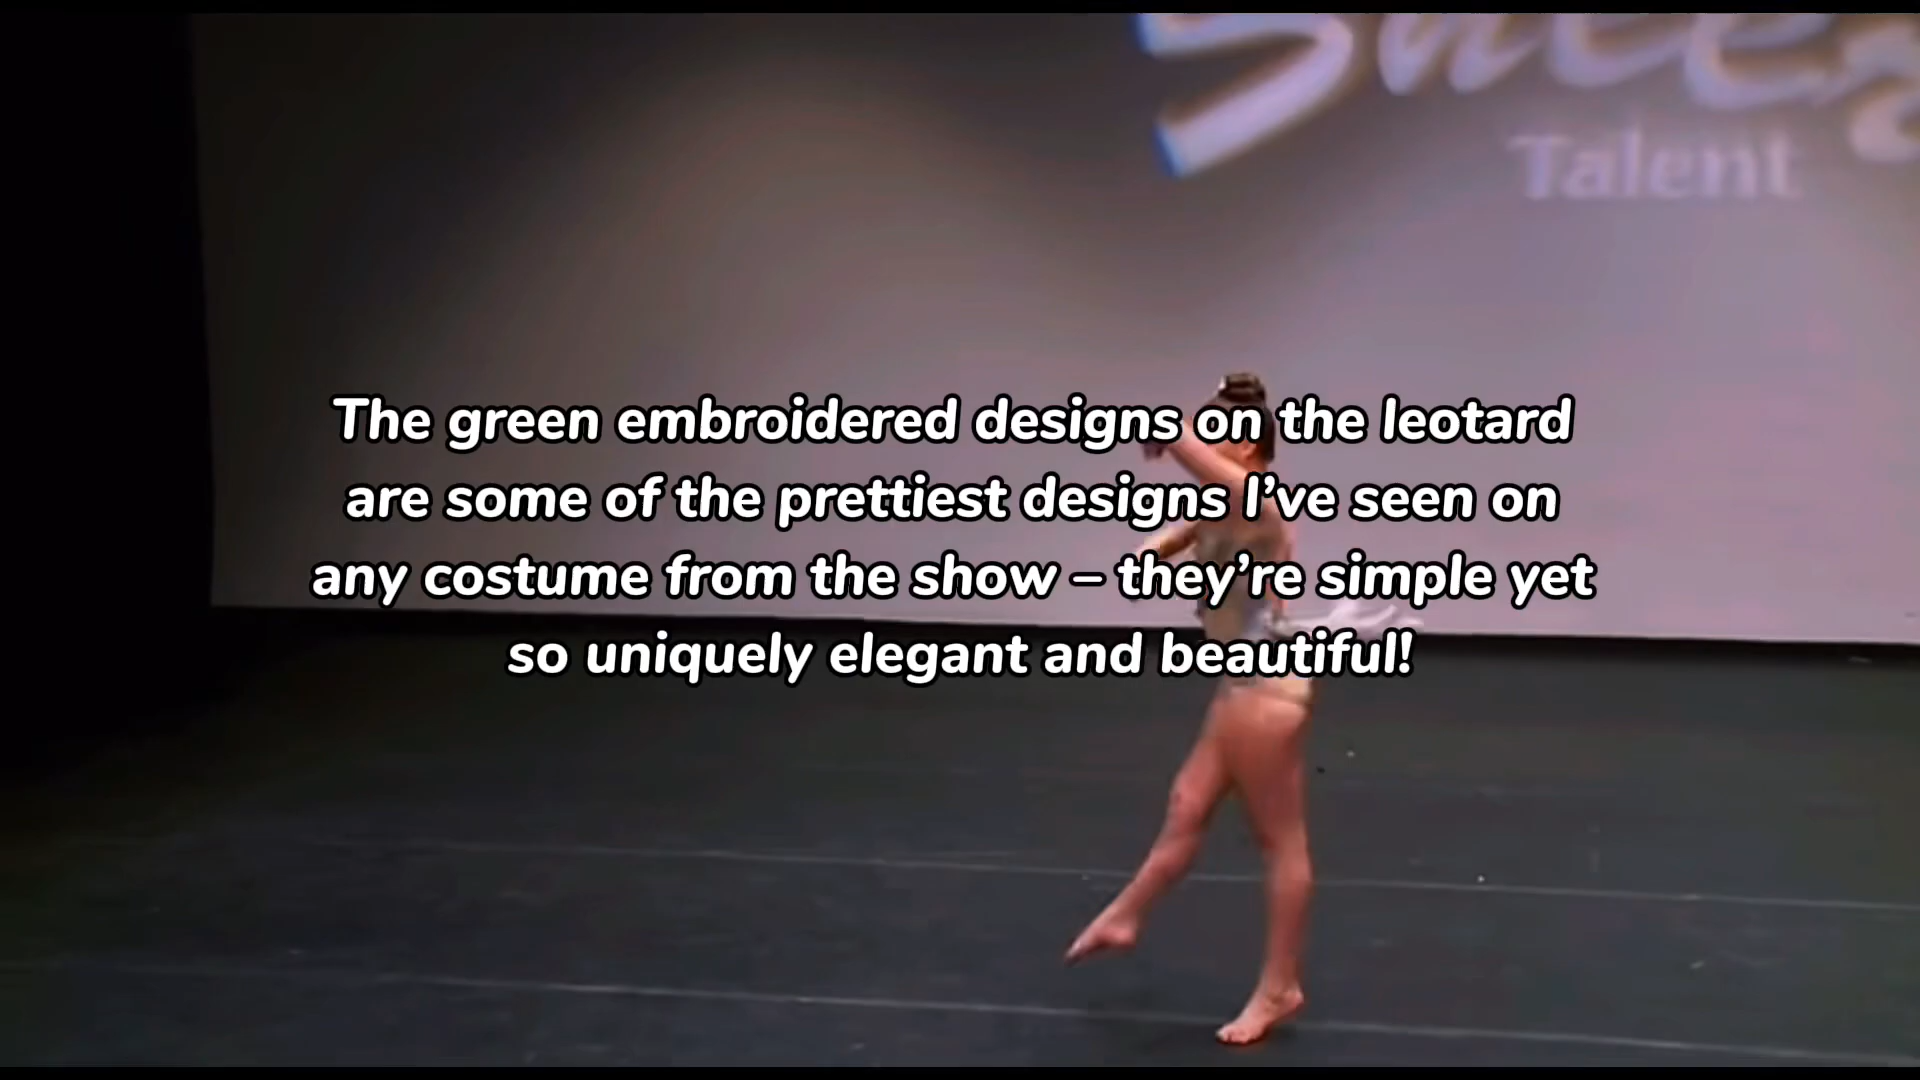 Talent
The green embroidered designs on the leotard
are some of the prettiest designs I've seen on
any costume from the show – they're simple yet
so uniquely elegant and beautiful!